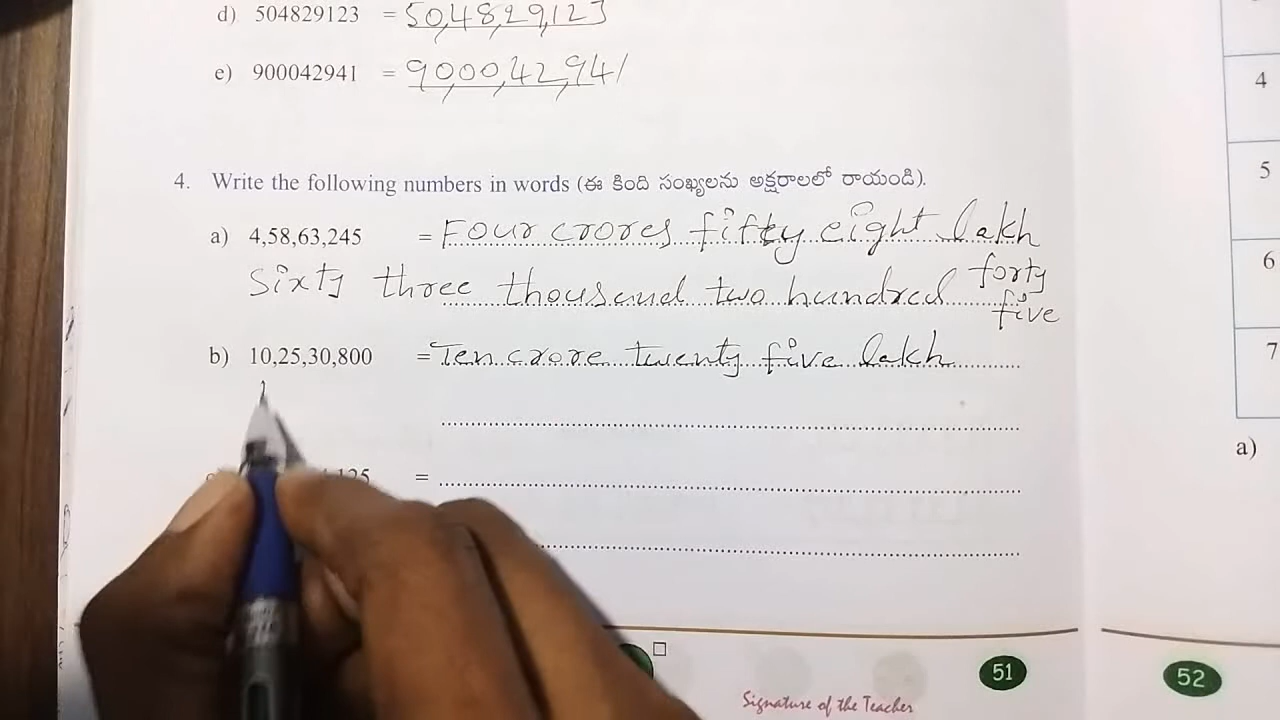 d) 504829123 = 50,48,29,123
e) 900042941 = 90,00,42,941
4. Write the following numbers in words (ఈ కింది సంఖ్యలను అక్షరాలలో రాయండి).
a) 4,58,63,245 = Four crores fifty eight lakh
sixty three thousand two hundred forty
five
b) 10,25,30,800 = Ten crore twenty five lakh
=
51
Signature of the Teacher
4
5
6
7
a)
52